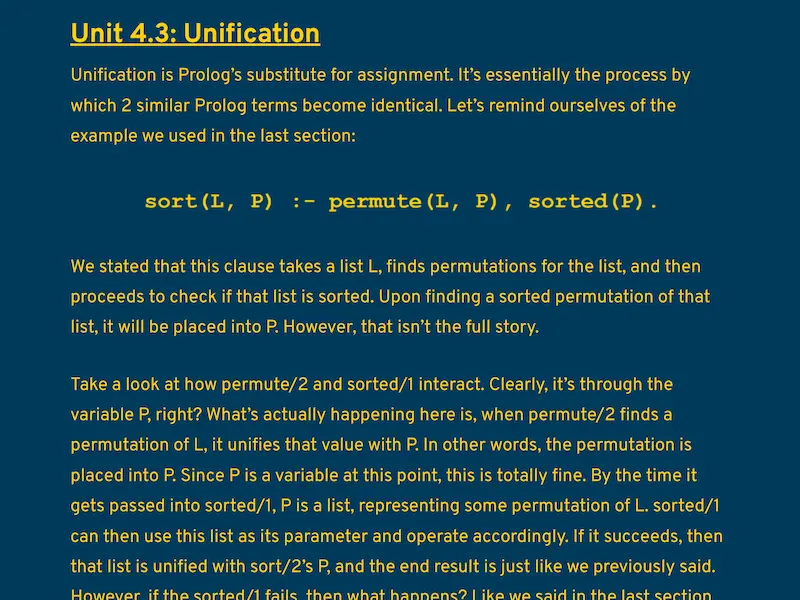 Unit 4.3: Unification
Unification is Prolog’s substitute for assignment. It’s essentially the process by
which 2 similar Prolog terms become identical. Let’s remind ourselves of the
example we used in the last section:
sort(L, P) :- permute(L, P), sorted(P).
We stated that this clause takes a list L, finds permutations for the list, and then
proceeds to check if that list is sorted. Upon finding a sorted permutation of that
list, it will be placed into P. However, that isn’t the full story.
Take a look at how permute/2 and sorted/1 interact. Clearly, it’s through the
variable P, right? What’s actually happening here is, when permute/2 finds a
permutation of L, it unifies that value with P. In other words, the permutation is
placed into P. Since P is a variable at this point, this is totally fine. By the time it
gets passed into sorted/1, P is a list, representing some permutation of L. sorted/1
can then use this list as its parameter and operate accordingly. If it succeeds, then
that list is unified with sort/2’s P, and the end result is just like we previously said.
However, if the sorted/1 fails, then what happens? Like we said in the last section,